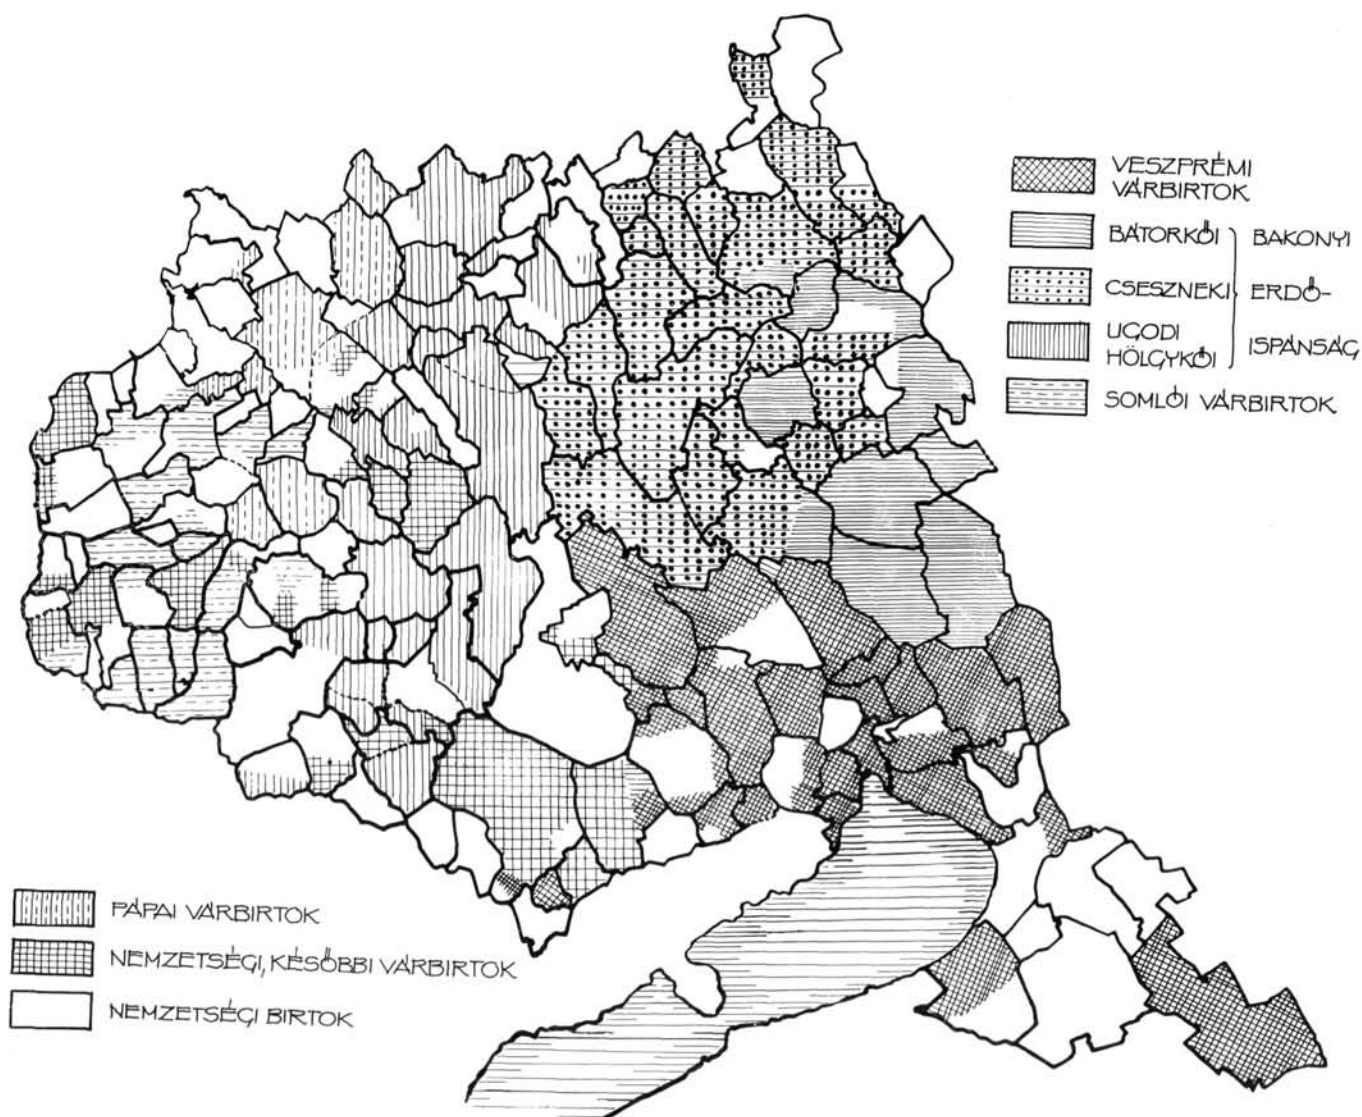 VESZPRÉMI
VÁRBIRTOK
BÁTORKŐI
BAKONYI
CSESZNEKI
ERDŐ-
UGODI
HÖLGYKŐI
ISPÁNSÁG
SOMLÓI VÁRBIRTOK
PÁPAI VÁRBIRTOK
NEMZETSÉGI, KÉSŐBBI VÁRBIRTOK
NEMZETSÉGI BIRTOK